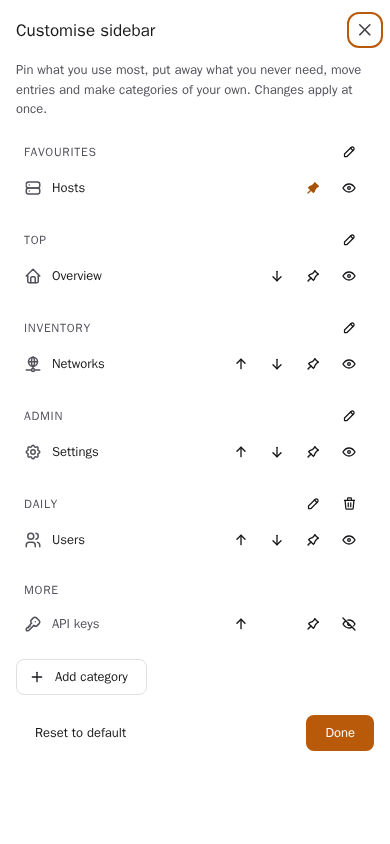 Customise sidebar
Pin what you use most, put away what you never need, move
entries and make categories of your own. Changes apply at
once.
FAVOURITES
Hosts
TOP
Overview
INVENTORY
Networks
ADMIN
Settings
DAILY
Users
MORE
API keys
Add category
Reset to default
Done